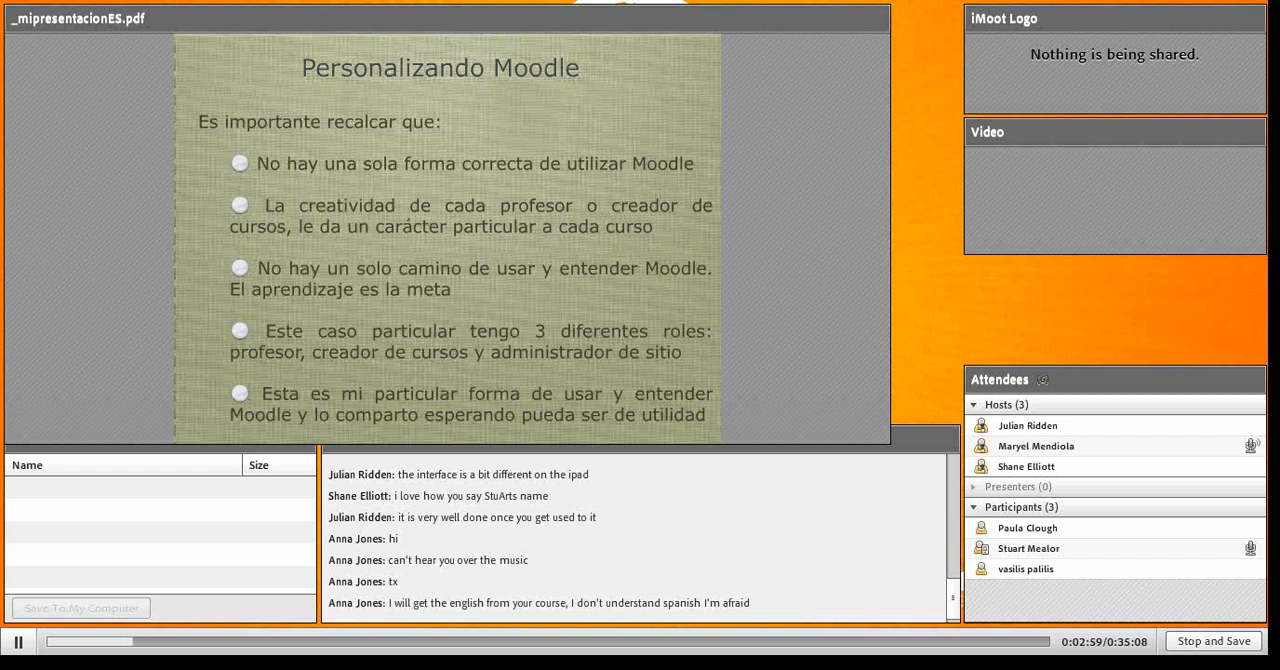 _mipresentacionES.pdf
Personalizando Moodle
Es importante recalcar que:
No hay una sola forma correcta de utilizar Moodle
La creatividad de cada profesor o creador de
cursos, le da un carácter particular a cada curso
No hay un solo camino de usar y entender Moodle.
El aprendizaje es la meta
Este caso particular tengo 3 diferentes roles:
profesor, creador de cursos y administrador de sitio
Esta es mi particular forma de usar y entender
Moodle y lo comparto esperando pueda ser de utilidad
iMoot Logo
Nothing is being shared.
Video
Attendees
Hosts (3)
Julian Ridden
Maryel Mendiola
Shane Elliott
Presenters (0)
Participants (3)
Paula Clough
Stuart Mealor
vasilis palilis
Name Size
Save To My Computer
Julian Ridden: the interface is a bit different on the ipad
Shane Elliott: i love how you say StuArts name
Julian Ridden: it is very well done once you get used to it
Anna Jones: hi
Anna Jones: can't hear you over the music
Anna Jones: tx
Anna Jones: I will get the english from your course, I don't understand spanish I'm afraid
0:02:59/0:35:08
Stop and Save